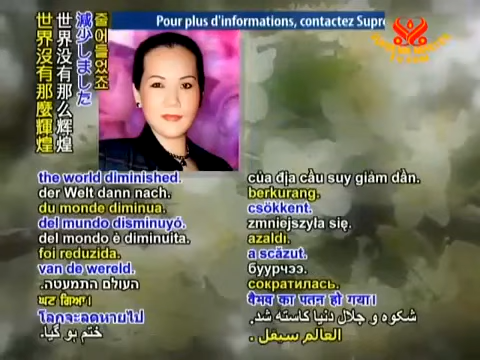 Pour plus d'informations, contactez Supre
줄어들었죠
減少しました
世界没有那么辉煌
世界沒有那麼輝煌
the world diminished.
der Welt dann nach.
du monde diminua.
del mundo disminuyó.
del mondo è diminuita.
foi reduzida.
van de wereld.
העולם התמעטה.
ਘਟ ਗਿਆ।
โลกจะลดหายไป
ختم ہو گیا۔
của địa cầu suy giảm dần.
berkurang.
csökkent.
zmniejszyła się.
azaldı.
a scăzut.
буурчээ.
сократилась.
वैभव का पतन हो गया।
شکوه و جلال دنیا کاسته شد.
العالم سيقل.